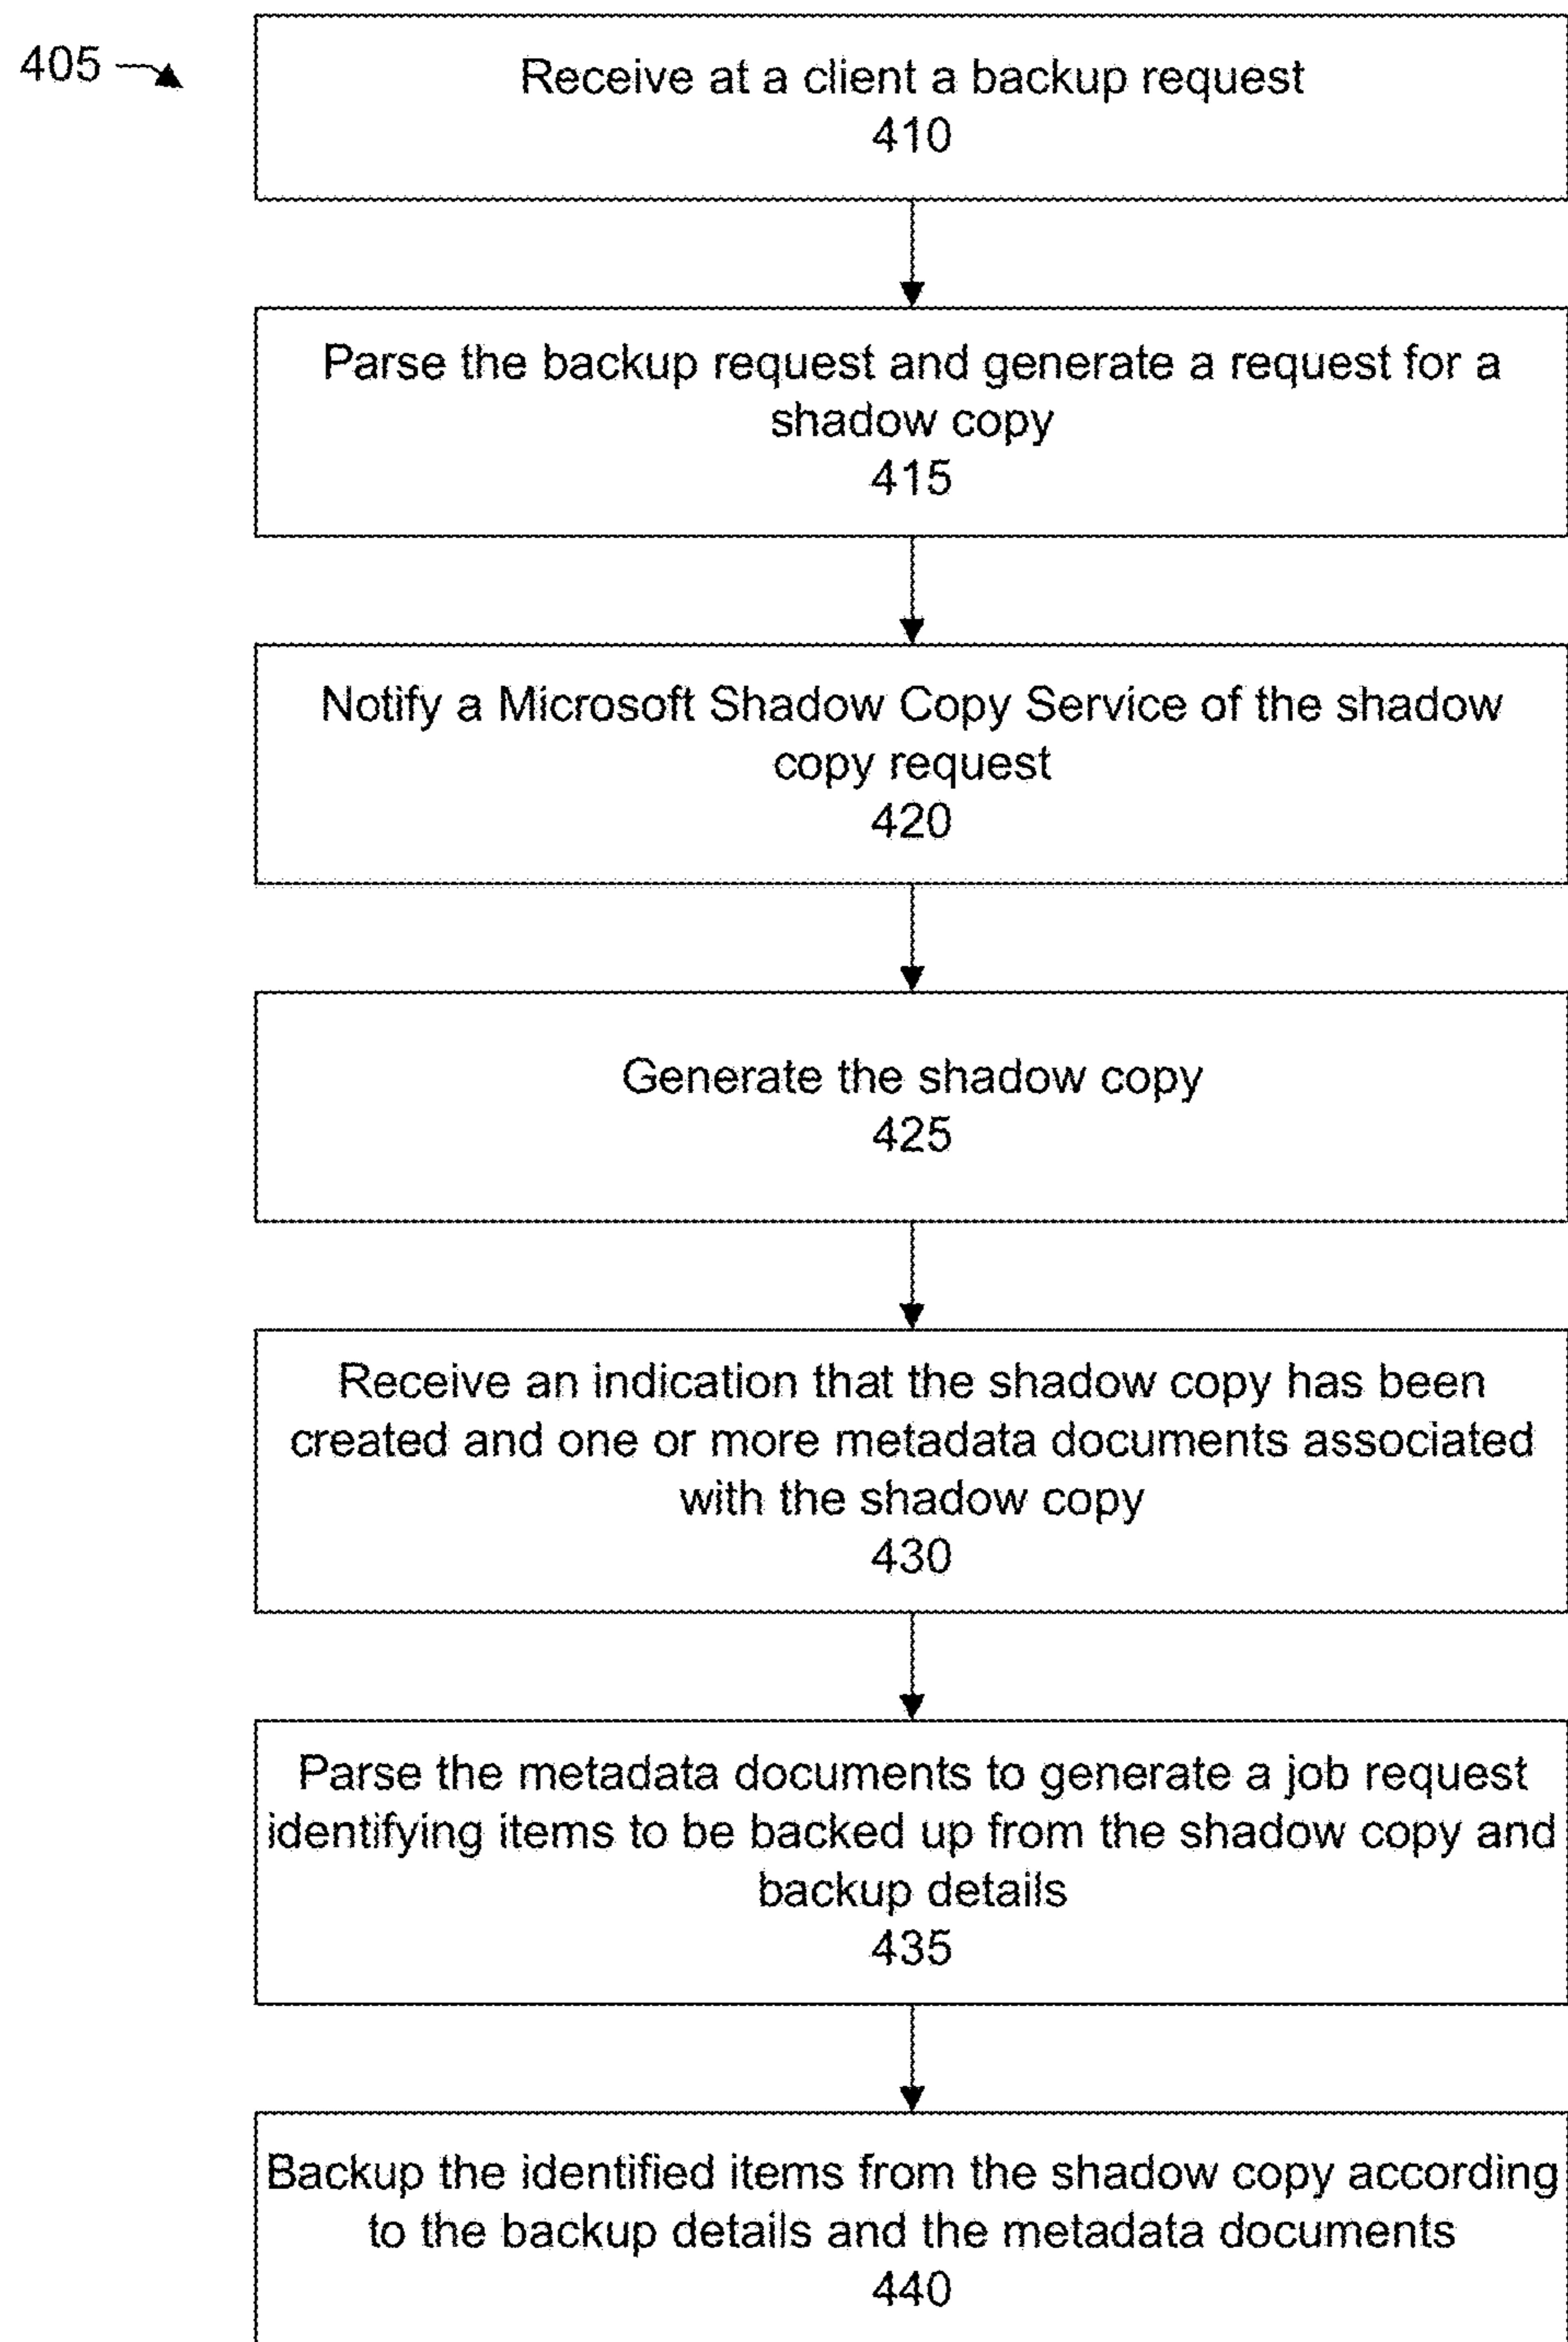 405
Receive at a client a backup request
410
Parse the backup request and generate a request for a
shadow copy
415
Notify a Microsoft Shadow Copy Service of the shadow
copy request
420
Generate the shadow copy
425
Receive an indication that the shadow copy has been
created and one or more metadata documents associated
with the shadow copy
430
Parse the metadata documents to generate a job request
identifying items to be backed up from the shadow copy and
backup details
435
Backup the identified items from the shadow copy according
to the backup details and the metadata documents
440